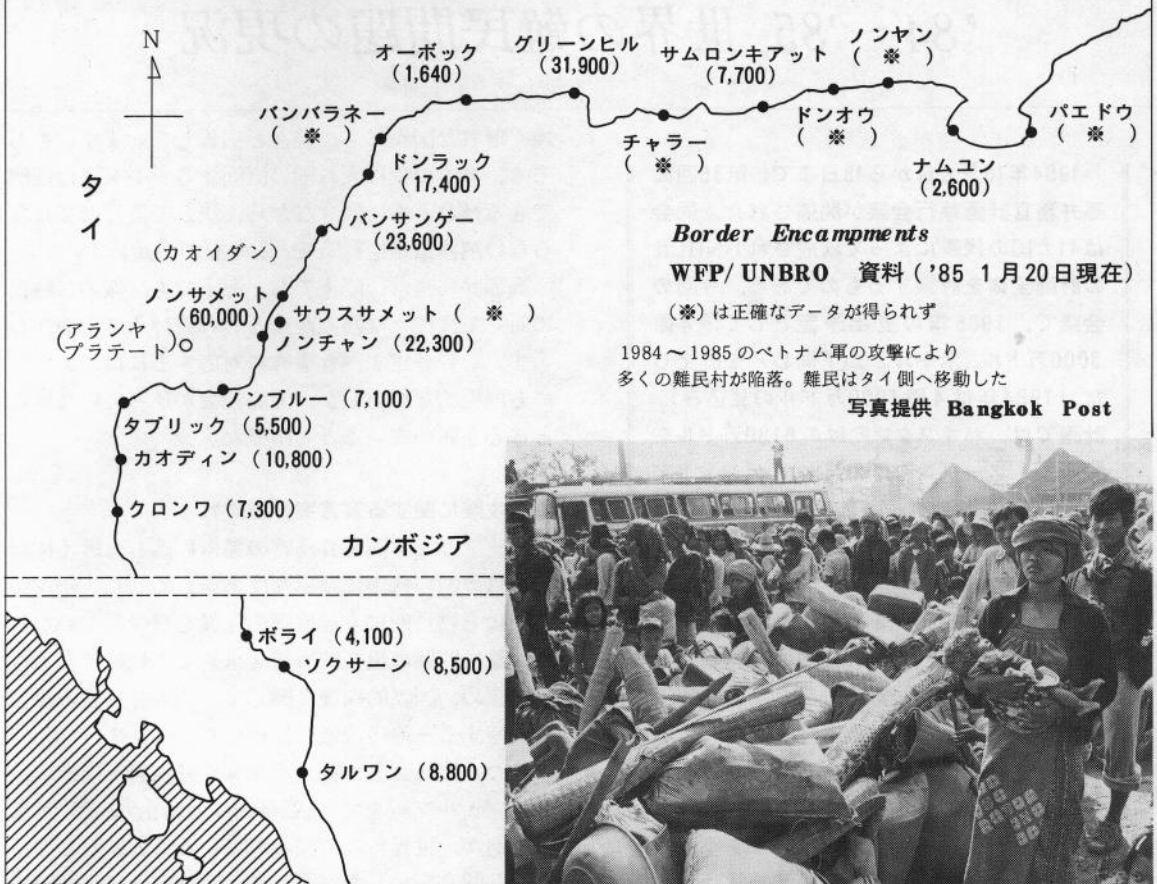 N
オーボック
(1,640)
グリーンヒル
(31,900)
サムロンキアット
(7,700)
ノンヤン
( ※ )
バンバラネー
( ※ )
チャラー
( ※ )
ドンオウ
( ※ )
パエドウ
( ※ )
ナムユン
(2,600)
ドンラック
(17,400)
タイ
バンサンゲー
(23,600)
(カオイダン)
ノンサメット
(60,000)
サウスサメット ( ※ )
(アランヤ
プラテート)
ノンチャン (22,300)
ノンプルー (7,100)
タプリック (5,500)
カオディン (10,800)
クロンワ (7,300)
カンボジア
Border Encampments
WFP/UNBRO 資料 ('85 1月20日現在)
(※) は正確なデータが得られず
1984〜1985のベトナム軍の攻撃により
多くの難民村が陥落。難民はタイ側へ移動した
写真提供 Bangkok Post
ボライ (4,100)
ソクサーン (8,500)
タルワン (8,800)